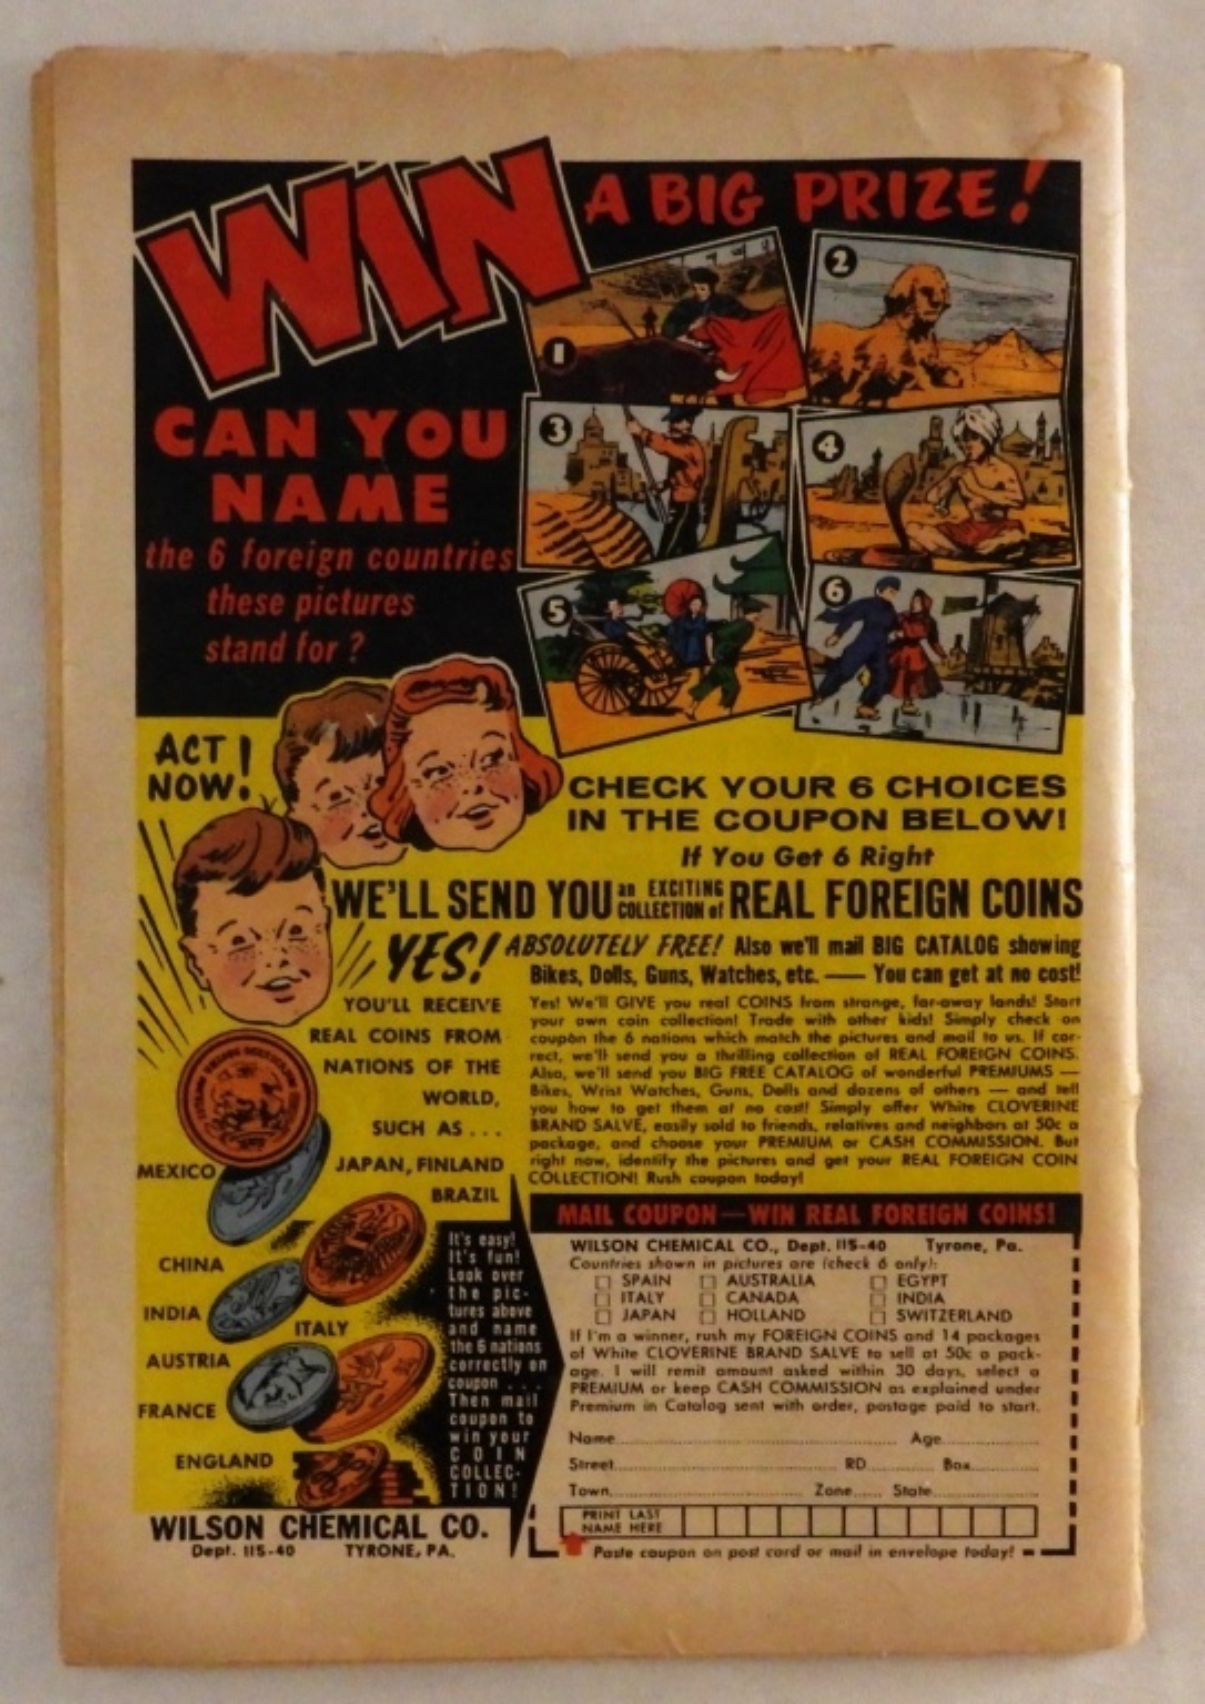 WIN A BIG PRIZE!
CAN YOU
NAME
the 6 foreign countries
these pictures
stand for?
1
2
3
4
5
6
ACT
NOW!
CHECK YOUR 6 CHOICES
IN THE COUPON BELOW!
If You Get 6 Right
WE'LL SEND YOU an EXCITING COLLECTION of REAL FOREIGN COINS
YES! ABSOLUTELY FREE! Also we'll mail BIG CATALOG showing
Bikes, Dolls, Guns, Watches, etc. — You can get at no cost!
YOU'LL RECEIVE
REAL COINS FROM
NATIONS OF THE
WORLD,
SUCH AS...
JAPAN, FINLAND
BRAZIL
MEXICO
CHINA
INDIA
ITALY
AUSTRIA
FRANCE
ENGLAND
Yes! We'll GIVE you real COINS from strange, far-away lands! Start
your own coin collection! Trade with other kids! Simply check on
coupon the 6 nations which match the pictures and mail to us. If cor-
rect, we'll send you a thrilling collection of REAL FOREIGN COINS.
Also, we'll send you BIG FREE CATALOG of wonderful PREMIUMS —
Bikes, Wrist Watches, Guns, Dolls and dozens of others — and tell
you how to get them at no cost! Simply offer White CLOVERINE
BRAND SALVE, easily sold to friends, relatives and neighbors at 50c a
package, and choose your PREMIUM or CASH COMMISSION. But
right now, identify the pictures and get your REAL FOREIGN COIN
COLLECTION! Rush coupon today!
It's easy!
It's fun!
Look over
the pic-
tures above
and name
the 6 nations
correctly on
coupon...
Then mail
coupon to
win your
COIN
COLLEC-
TION!
WILSON CHEMICAL CO.
Dept. 115-40 TYRONE, PA.
MAIL COUPON—WIN REAL FOREIGN COINS!
WILSON CHEMICAL CO., Dept. 115-40 Tyrone, Pa.
Countries shown in pictures are (check 6 only):
SPAIN AUSTRALIA EGYPT
ITALY CANADA INDIA
JAPAN HOLLAND SWITZERLAND
If I'm a winner, rush my FOREIGN COINS and 14 packages
of White CLOVERINE BRAND SALVE to sell at 50c a pack-
age. I will remit amount asked within 30 days, select a
PREMIUM or keep CASH COMMISSION as explained under
Premium in Catalog sent with order, postage paid to start.
Name Age
Street RD Box
Town Zone State
PRINT LAST
NAME HERE
Paste coupon on post card or mail in envelope today!